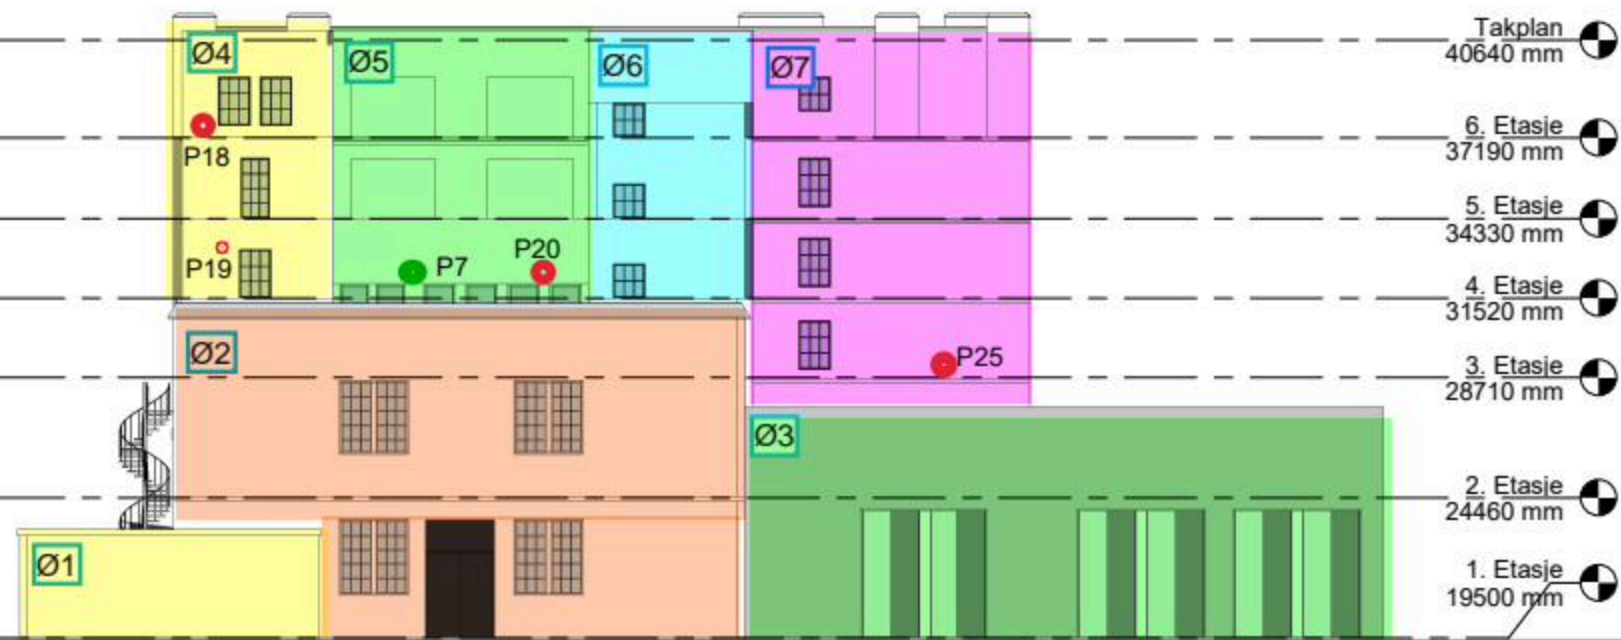 Ø4
Ø5
Ø6
Ø7
Takplan
40640 mm
P18
6. Etasje
37190 mm
5. Etasje
34330 mm
P19
P7
P20
4. Etasje
31520 mm
Ø2
P25
3. Etasje
28710 mm
Ø3
2. Etasje
24460 mm
Ø1
1. Etasje
19500 mm